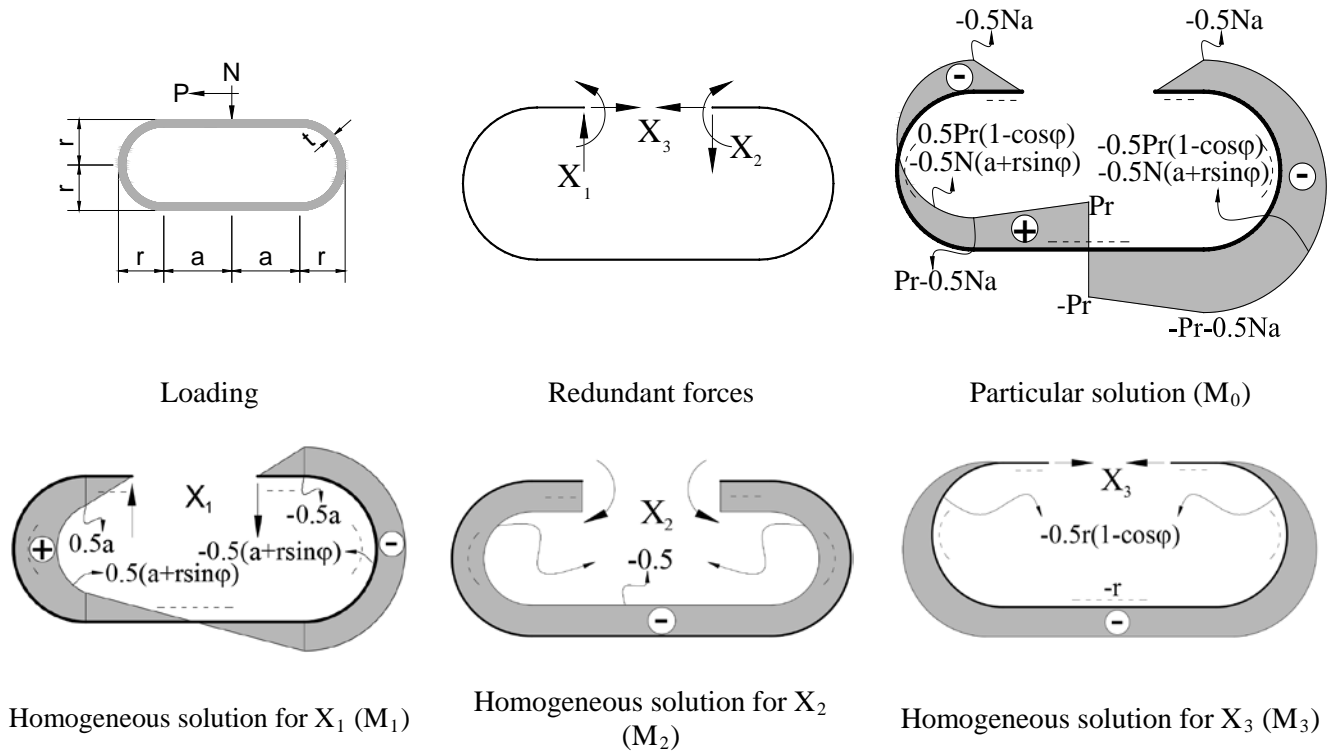 N
P
r
t
r
r
a
a
r
Loading
X₃
X₁
X₂
Redundant forces
-0.5Na
-0.5Na
-
0.5Pr(1-cosφ)
-0.5N(a+rsinφ)
-0.5Pr(1-cosφ)
-0.5N(a+rsinφ)
-
Pr
+
Pr-0.5Na
-Pr
-Pr-0.5Na
Particular solution (M₀)
X₁
0.5a
-0.5a
+
-0.5(a+rsinφ)
-
0.5(a+rsinφ)
Homogeneous solution for X₁ (M₁)
X₂
-0.5
-
Homogeneous solution for X₂
(M₂)
X₃
-0.5r(1-cosφ)
-r
-
Homogeneous solution for X₃ (M₃)